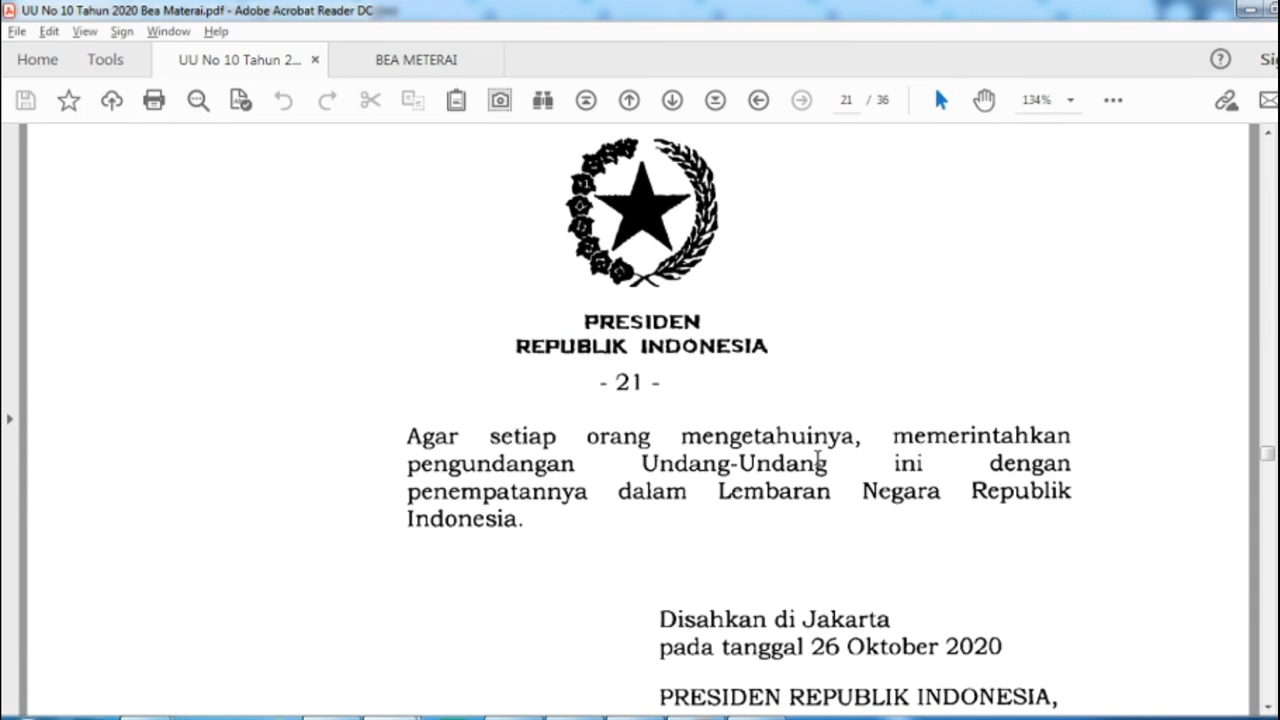 UU No 10 Tahun 2020 Bea Materai.pdf - Adobe Acrobat Reader DC
File Edit View Sign Window Help
Home Tools UU No 10 Tahun 2... × BEA METERAI
21 / 36 134%
PRESIDEN
REPUBLIK INDONESIA
- 21 -
Agar setiap orang mengetahuinya, memerintahkan
pengundangan Undang-Undang ini dengan
penempatannya dalam Lembaran Negara Republik
Indonesia.
Disahkan di Jakarta
pada tanggal 26 Oktober 2020
PRESIDEN REPUBLIK INDONESIA,